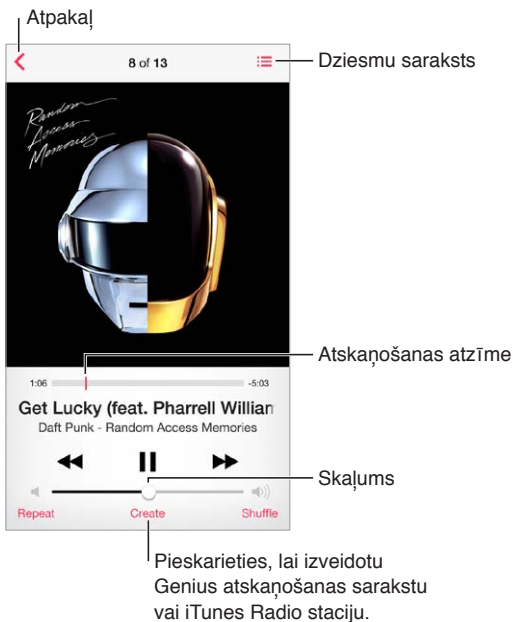 Atpakaļ
8 of 13
Dziesmu saraksts
Random
Access
Memories
Atskaņošanas atzīme
1:06
-5:03
Get Lucky (feat. Pharrell Willian
Daft Punk - Random Access Memories
Skaļums
Repeat
Create
Shuffle
Pieskarieties, lai izveidotu
Genius atskaņošanas sarakstu
vai iTunes Radio staciju.